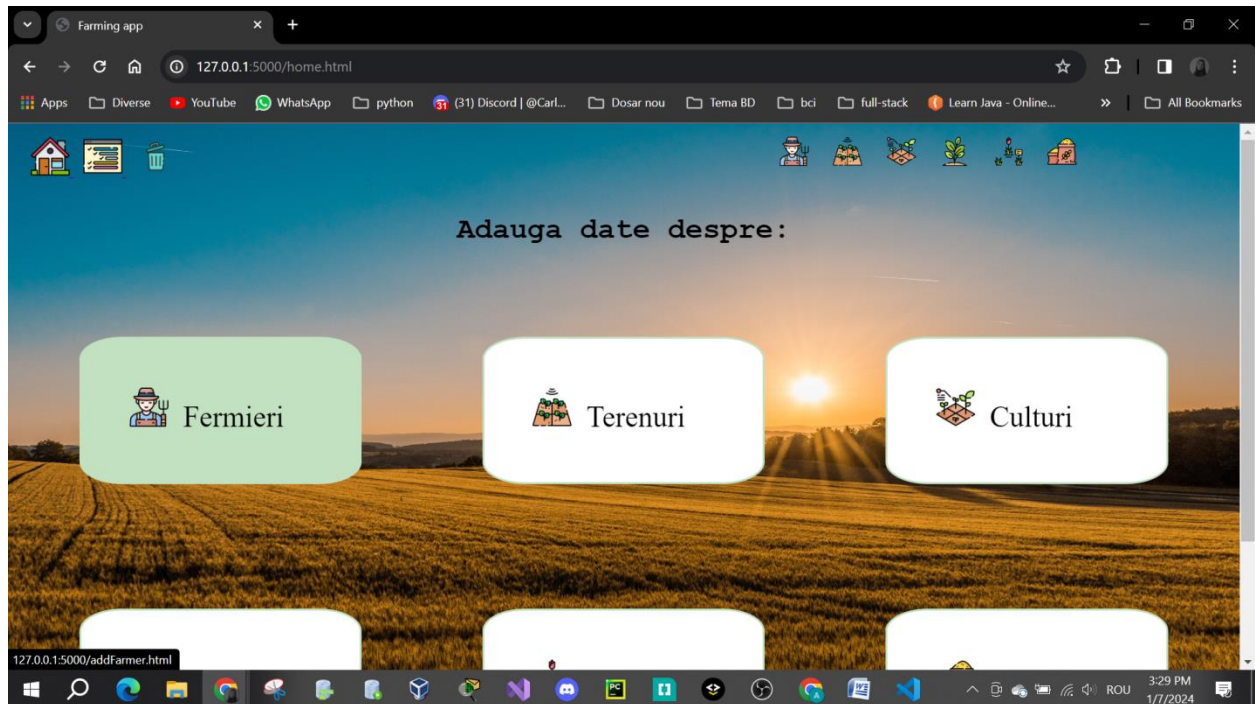 Farming app
127.0.0.1:5000/home.html
Apps Diverse YouTube WhatsApp python (31) Discord | @Carl... Dosar nou Tema BD bci full-stack Learn Java - Online... » All Bookmarks
Adauga date despre:
Fermieri Terenuri Culturi
127.0.0.1:5000/addFarmer.html
ROU 3:29 PM
1/7/2024